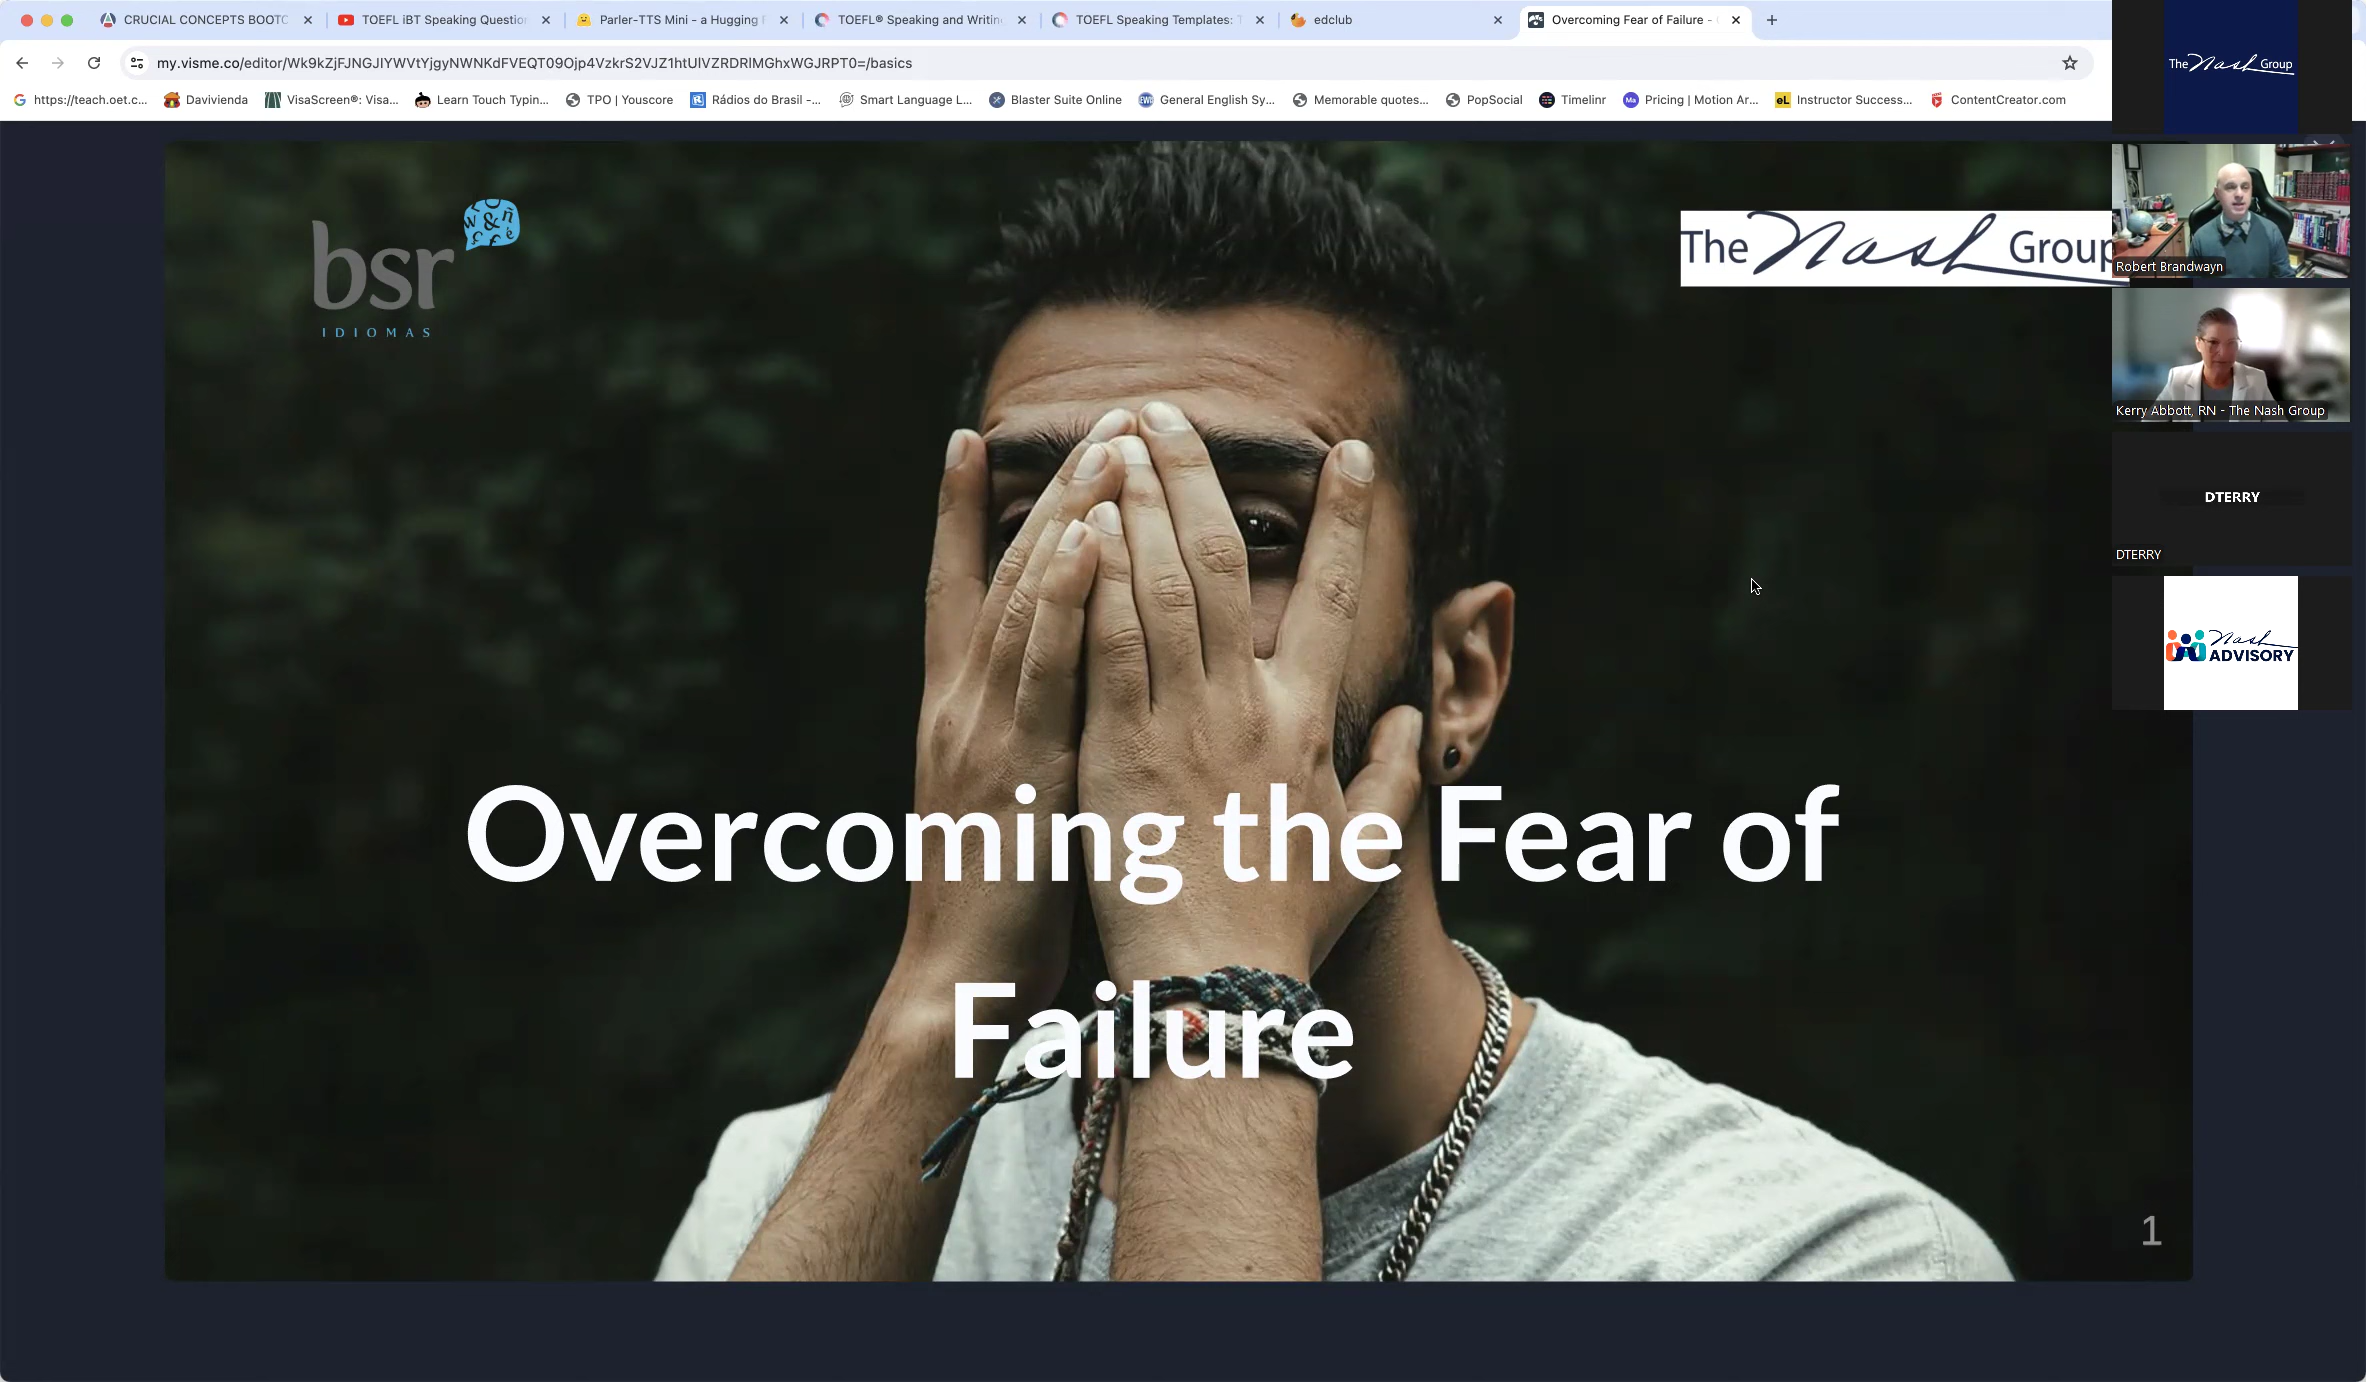 CRUCIAL CONCEPTS BOOTC
TOEFL iBT Speaking Question
Parler-TTS Mini - a Hugging F
TOEFL® Speaking and Writin
TOEFL Speaking Templates: T
edclub
Overcoming Fear of Failure -
my.visme.co/editor/Wk9kZjFJNGJIYWVtYjgyNWNKdFVEQT09Ojp4VzkrS2VJZ1htUlVZRDRlMGhxWGJRPT0=/basics
https://teach.oet.c...
Davivienda
VisaScreen®: Visa...
Learn Touch Typin...
TPO | Youscore
Rádios do Brasil -...
Smart Language L...
Blaster Suite Online
General English Sy...
Memorable quotes...
PopSocial
Timelinr
Pricing | Motion Ar...
Instructor Success...
ContentCreator.com
The Nash Group
bsr
IDIOMAS
The Nash Group
Robert Brandwayn
Kerry Abbott, RN - The Nash Group
DTERRY
DTERRY
Nash
ADVISORY
Overcoming the Fear of
Failure
1